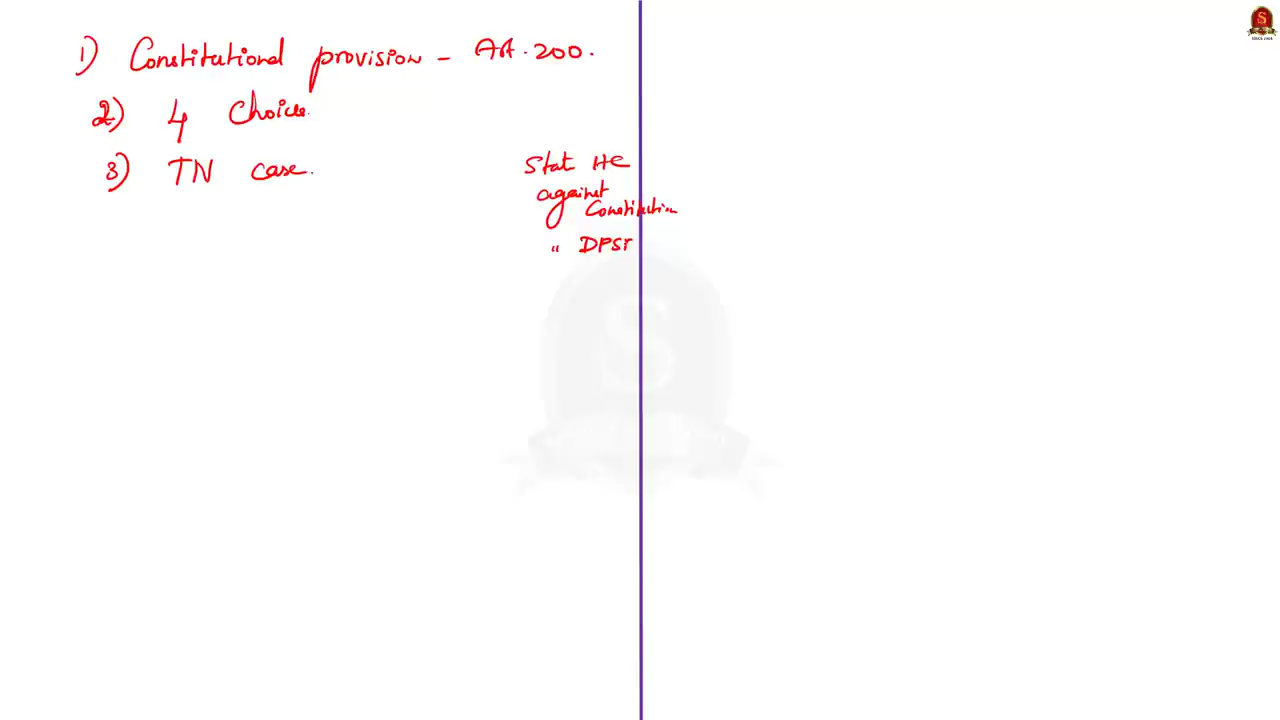 1) Constitutional provision - Art. 200.
2) 4 Choice.
3) TN case.
Stat HC
against
Constitution
" DPSP
S